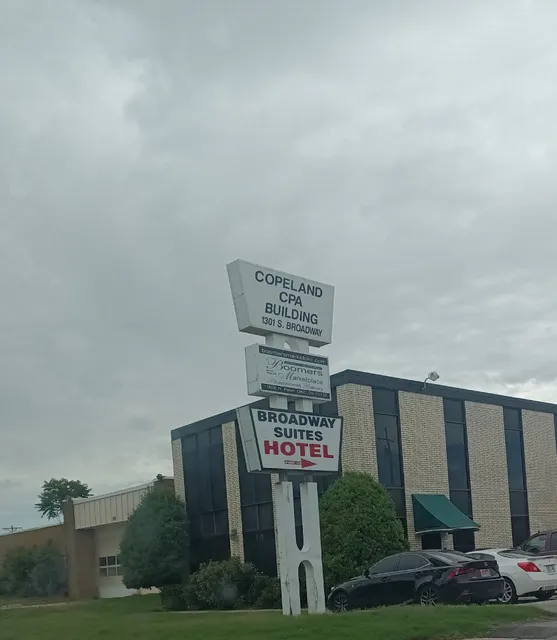 COPELAND
CPA
BUILDING
1301 S. BROADWAY
Boomers
Marketplace
BROADWAY
SUITES
HOTEL